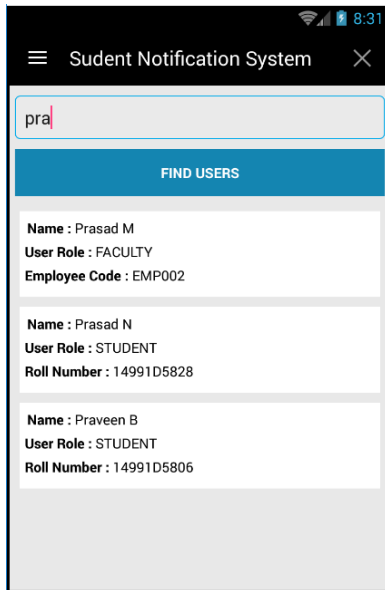 8:31
Sudent Notification System
pra
FIND USERS
Name : Prasad M
User Role : FACULTY
Employee Code : EMP002
Name : Prasad N
User Role : STUDENT
Roll Number : 14991D5828
Name : Praveen B
User Role : STUDENT
Roll Number : 14991D5806